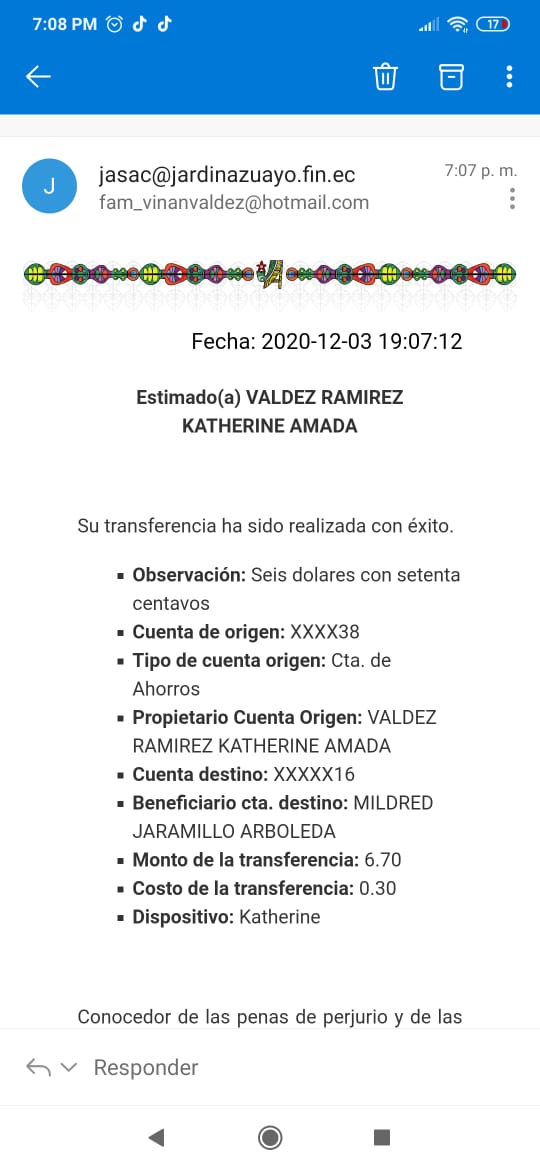 7:08 PM
17
J
jasac@jardinazuayo.fin.ec
7:07 p. m.
fam_vinanvaldez@hotmail.com
Fecha: 2020-12-03 19:07:12
Estimado(a) VALDEZ RAMIREZ
KATHERINE AMADA
Su transferencia ha sido realizada con éxito.
▪ Observación: Seis dolares con setenta
centavos
▪ Cuenta de origen: XXXX38
▪ Tipo de cuenta origen: Cta. de
Ahorros
▪ Propietario Cuenta Origen: VALDEZ
RAMIREZ KATHERINE AMADA
▪ Cuenta destino: XXXXX16
▪ Beneficiario cta. destino: MILDRED
JARAMILLO ARBOLEDA
▪ Monto de la transferencia: 6.70
▪ Costo de la transferencia: 0.30
▪ Dispositivo: Katherine
Conocedor de las penas de perjurio y de las
Responder